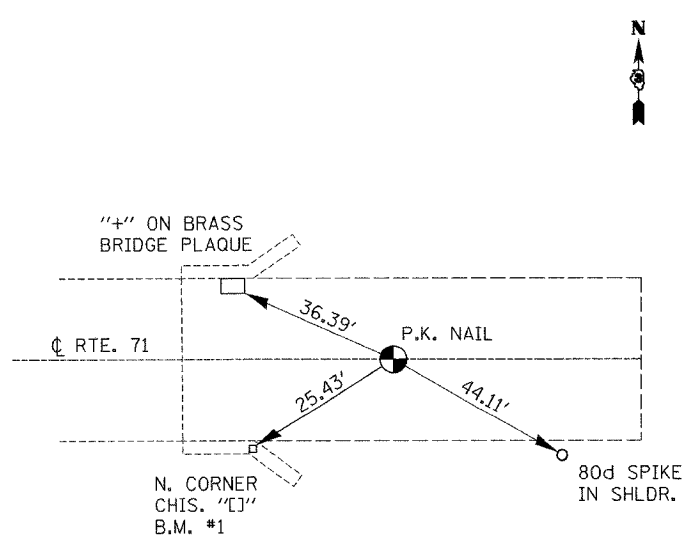 N
"+" ON BRASS
BRIDGE PLAQUE
36.39'
P.K. NAIL
℄ RTE. 71
25.43'
44.11'
80d SPIKE
IN SHLDR.
N. CORNER
CHIS. "[]"
B.M. #1